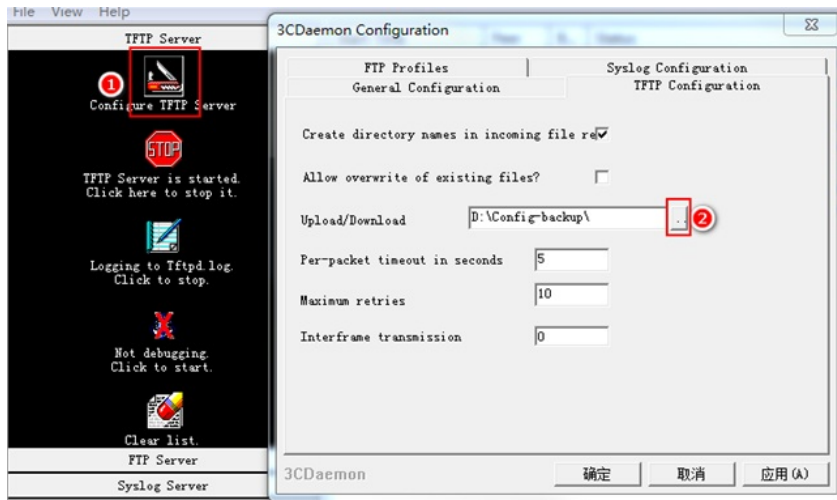 File View Help
TFTP Server
1
Configure TFTP Server
STOP
TFTP Server is started.
Click here to stop it.
Logging to Tftpd.log.
Click to stop.
Not debugging.
Click to start.
Clear list.
FTP Server
Syslog Server
3CDaemon Configuration
FTP Profiles
Syslog Configuration
General Configuration
TFTP Configuration
Create directory names in incoming file re
Allow overwrite of existing files?
Upload/Download
D:\Config-backup\
..
2
Per-packet timeout in seconds
5
Maximum retries
10
Interframe transmission
0
3CDaemon
确定
取消
应用(A)